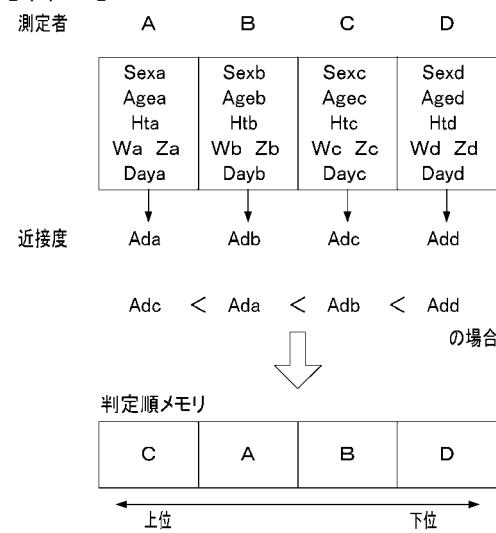 測定者 A B C D
Sexa Sexb Sexc Sexd
Agea Ageb Agec Aged
Hta Htb Htc Htd
Wa Za Wb Zb Wc Zc Wd Zd
Daya Dayb Dayc Dayd
近接度 Ada Adb Adc Add
Adc < Ada < Adb < Add
の場合
判定順メモリ
C A B D
上位 下位